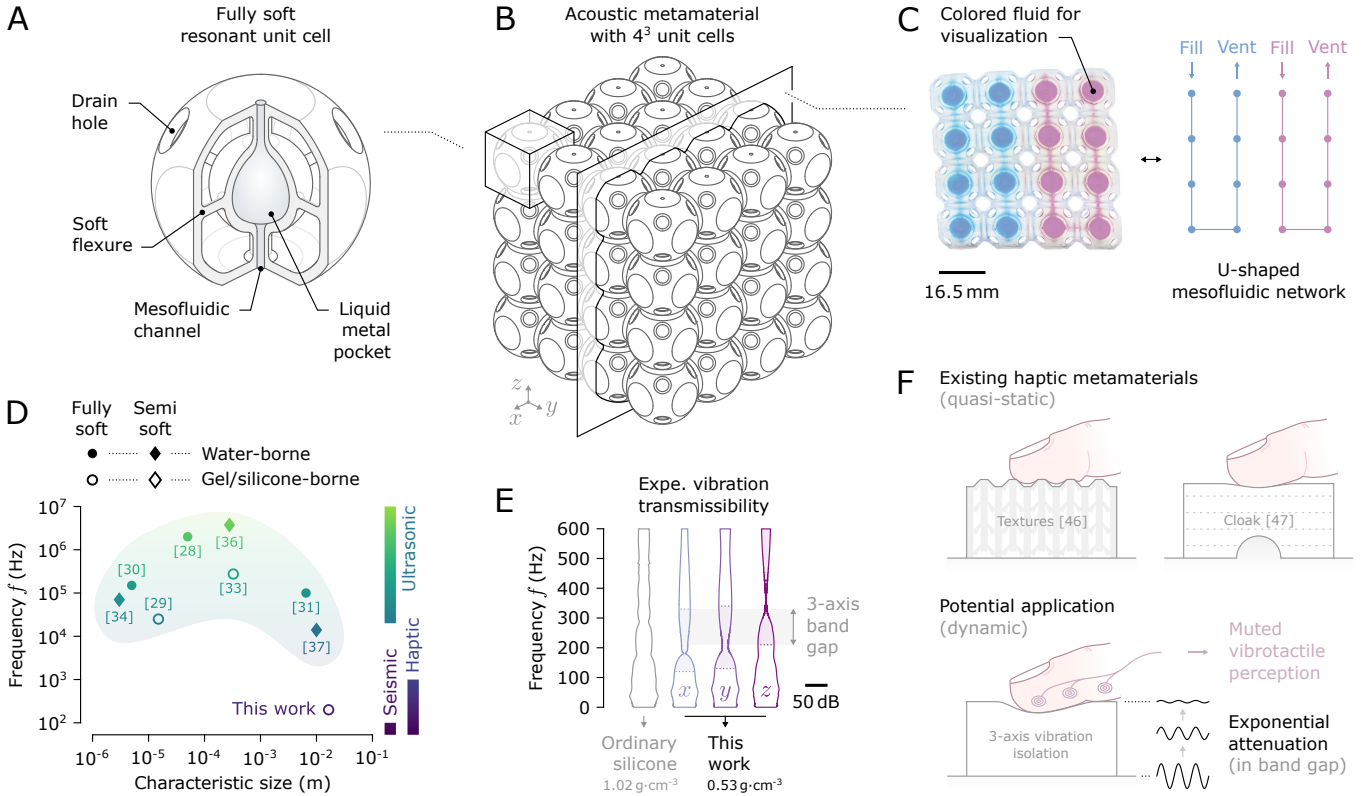 A
Fully soft
resonant unit cell
Drain
hole
Soft
flexure
Mesofluidic
channel
Liquid
metal
pocket
B
Acoustic metamaterial
with 4³ unit cells
z
x
y
C
Colored fluid for
visualization
Fill Vent Fill Vent
16.5 mm
U-shaped
mesofluidic network
D
Fully
soft
Semi
soft
Water-borne
Gel/silicone-borne
Frequency f (Hz)
10⁷
10⁶
10⁵
10⁴
10³
10²
[28]
[36]
[30]
[33]
[34]
[29]
[31]
[37]
This work
Ultrasonic
Seismic
Haptic
10⁻⁶ 10⁻⁵ 10⁻⁴ 10⁻³ 10⁻² 10⁻¹
Characteristic size (m)
E
Expe. vibration
transmissibility
Frequency f (Hz)
600
500
400
300
200
100
0
x y z
3-axis
band
gap
50 dB
Ordinary
silicone
1.02 g·cm⁻³
This
work
0.53 g·cm⁻³
F
Existing haptic metamaterials
(quasi-static)
Textures [46]
Cloak [47]
Potential application
(dynamic)
Muted
vibrotactile
perception
3-axis vibration
isolation
Exponential
attenuation
(in band gap)